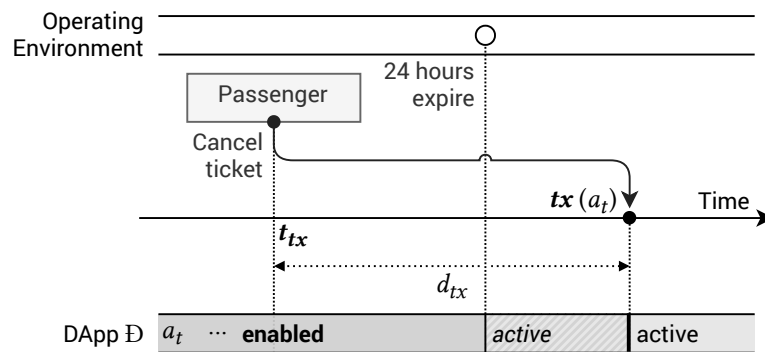 Operating
Environment
24 hours
expire
Passenger
Cancel
ticket
tx (aₜ)
Time
tₜₓ
dₜₓ
DApp Đ aₜ ··· enabled active active